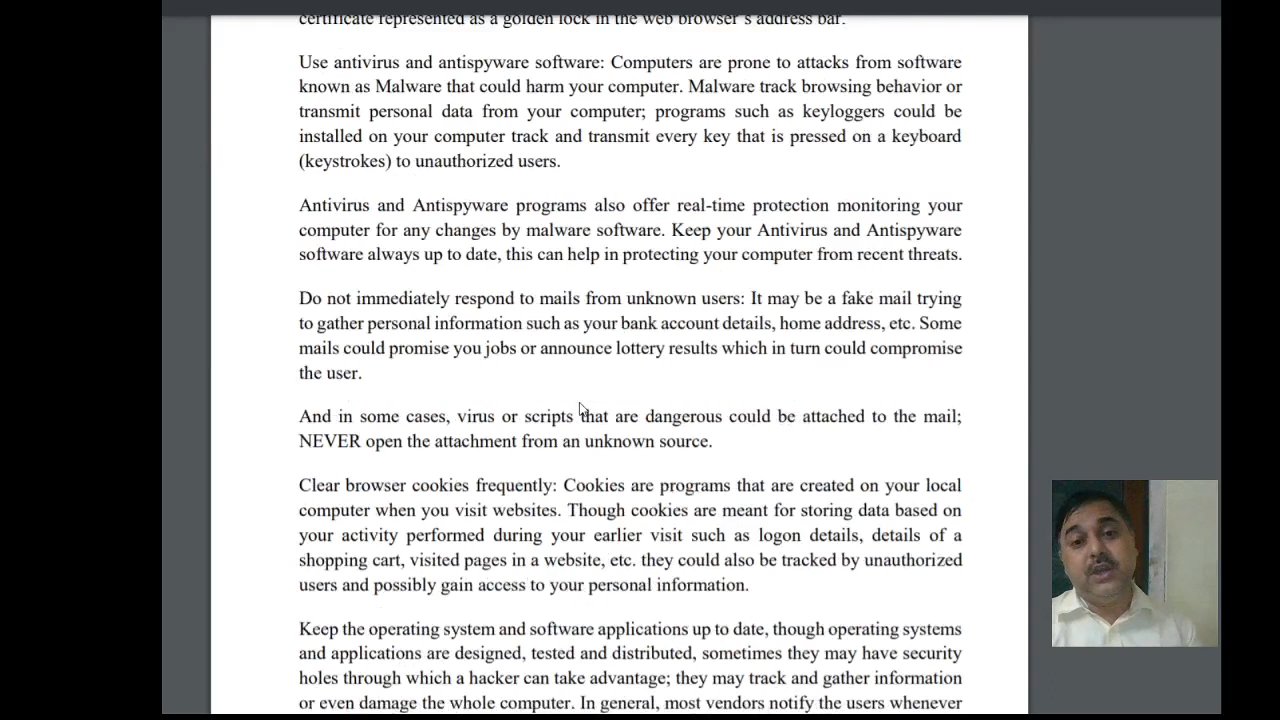 certificate represented as a golden lock in the web browser's address bar.
Use antivirus and antispyware software: Computers are prone to attacks from software
known as Malware that could harm your computer. Malware track browsing behavior or
transmit personal data from your computer; programs such as keyloggers could be
installed on your computer track and transmit every key that is pressed on a keyboard
(keystrokes) to unauthorized users.
Antivirus and Antispyware programs also offer real-time protection monitoring your
computer for any changes by malware software. Keep your Antivirus and Antispyware
software always up to date, this can help in protecting your computer from recent threats.
Do not immediately respond to mails from unknown users: It may be a fake mail trying
to gather personal information such as your bank account details, home address, etc. Some
mails could promise you jobs or announce lottery results which in turn could compromise
the user.
And in some cases, virus or scripts that are dangerous could be attached to the mail;
NEVER open the attachment from an unknown source.
Clear browser cookies frequently: Cookies are programs that are created on your local
computer when you visit websites. Though cookies are meant for storing data based on
your activity performed during your earlier visit such as logon details, details of a
shopping cart, visited pages in a website, etc. they could also be tracked by unauthorized
users and possibly gain access to your personal information.
Keep the operating system and software applications up to date, though operating systems
and applications are designed, tested and distributed, sometimes they may have security
holes through which a hacker can take advantage; they may track and gather information
or even damage the whole computer. In general, most vendors notify the users whenever